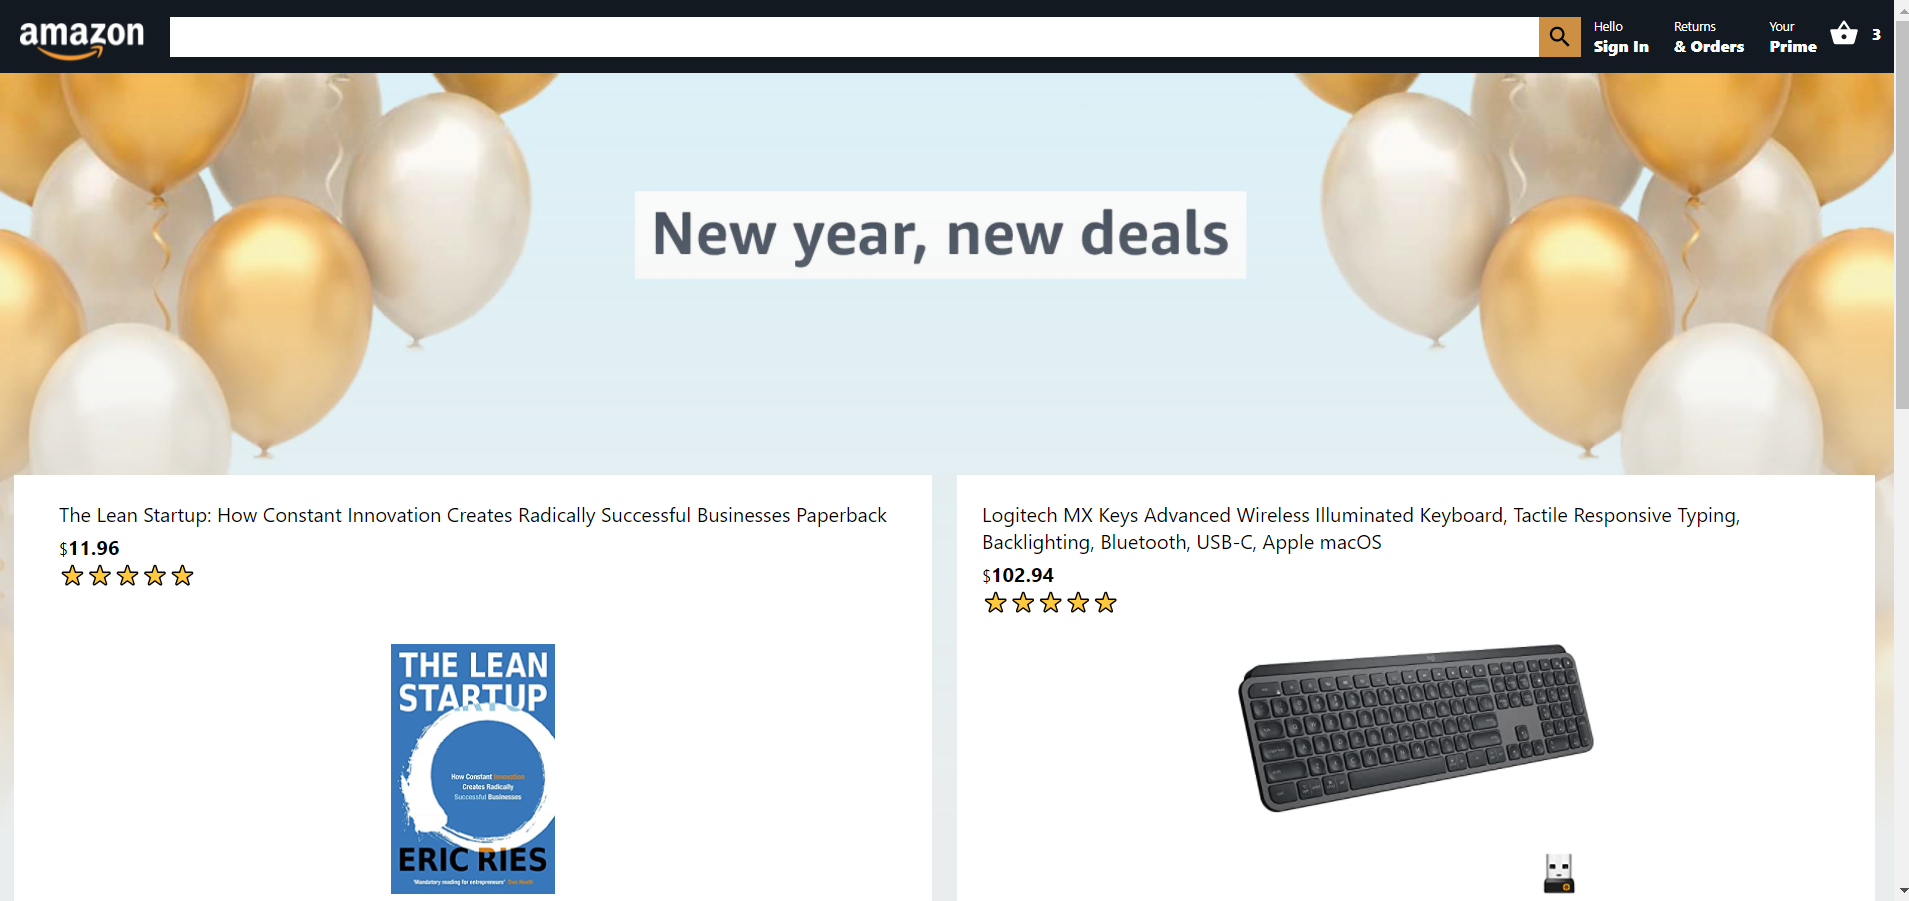 amazon
Hello
Sign In
Returns
& Orders
Your
Prime
3
New year, new deals
The Lean Startup: How Constant Innovation Creates Radically Successful Businesses Paperback
$11.96
THE LEAN
STARTUP
How Constant Innovation
Creates Radically
Successful Businesses
ERIC RIES
'Mandatory reading for entrepreneurs'
Logitech MX Keys Advanced Wireless Illuminated Keyboard, Tactile Responsive Typing,
Backlighting, Bluetooth, USB-C, Apple macOS
$102.94